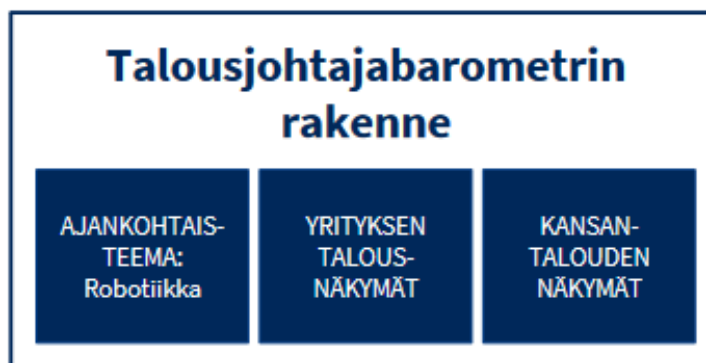 Talousjohtajabarometrin
rakenne
AJANKOHTAIS-
TEEMA:
Robotiikka
YRITYKSEN
TALOUS-
NÄKYMÄT
KANSAN-
TALOUDEN
NÄKYMÄT